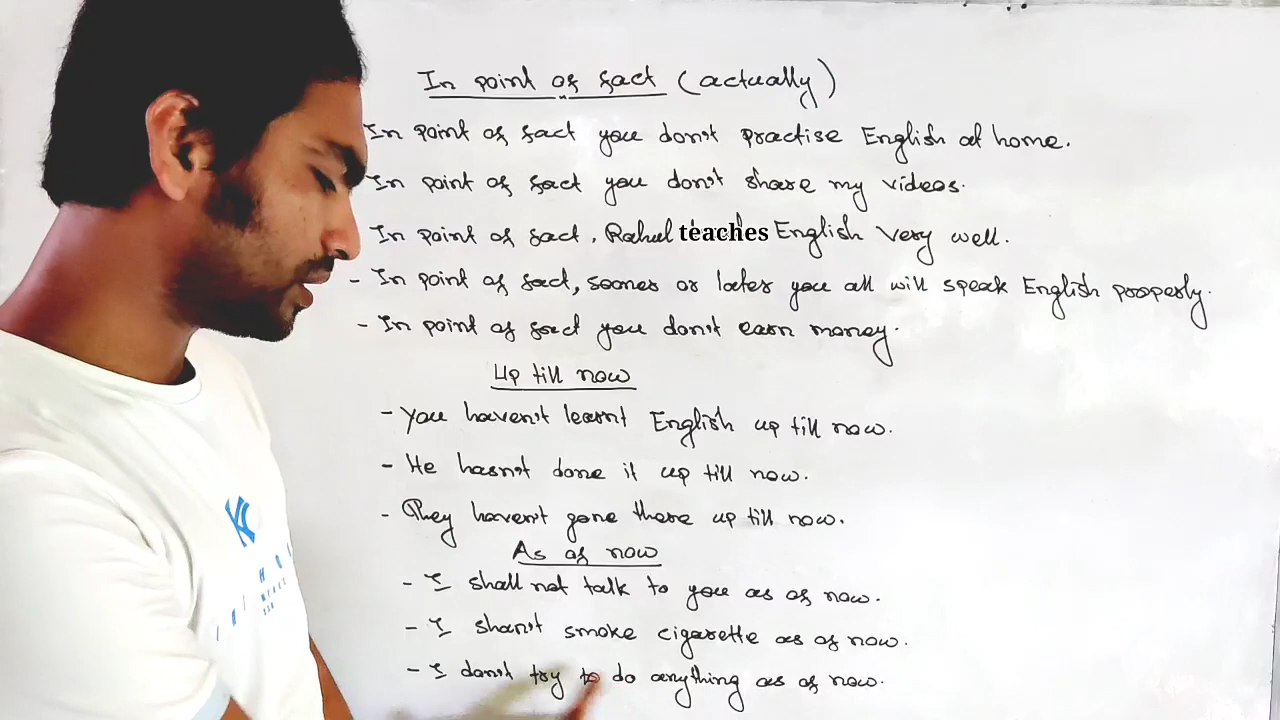 In point of fact (actually)
In point of fact you don't practise English at home.
In point of fact you don't share my videos.
In point of fact, Rahul teaches English very well.
- In point of fact, sooner or later you all will speak English properly.
- In point of fact you don't earn money.
Up till now
- You haven't learnt English up till now.
- He hasn't done it up till now.
- They haven't gone there up till now.
As of now
- I shall not talk to you as of now.
- I shan't smoke cigarette as of now.
- I don't try to do anything as of now.